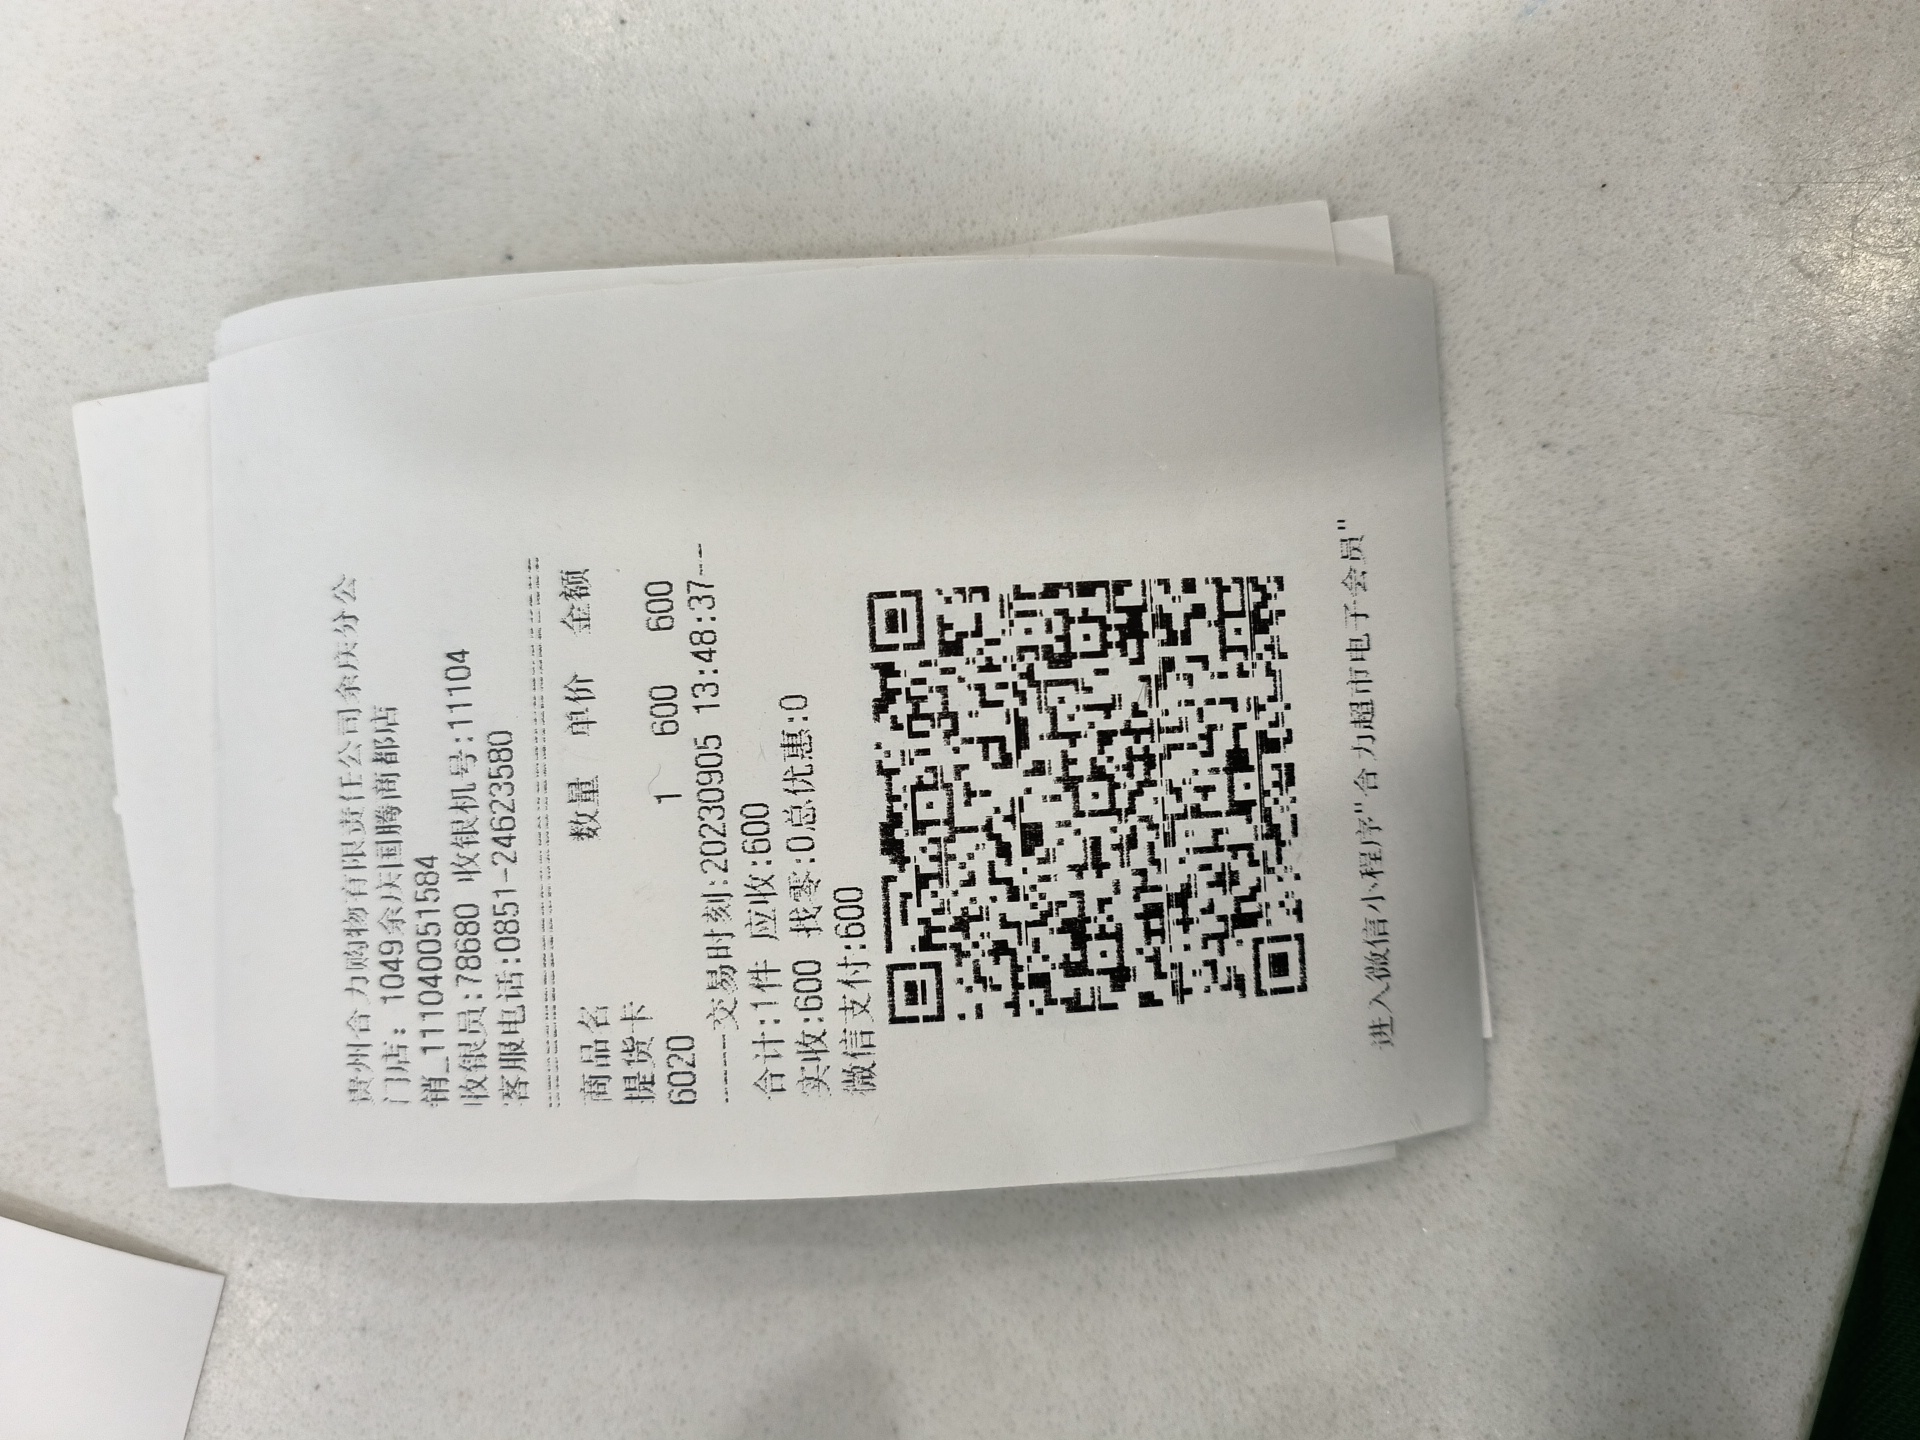 贵州合力购物有限责任公司余庆分公
门店：1049余庆国腾商都店
销_1110400515​84
收银员:78680 收银机号:11104
客服电话:0851-24623580
==================================
商品名 数量 单价 金额
提货卡
6020 1 600 600
-----交易时刻:20230905 13:48:37--
合计:1件 应收:600
实收:600 找零:0总优惠:0
微信支付:600
进入微信小程序"合力超市电子会员"